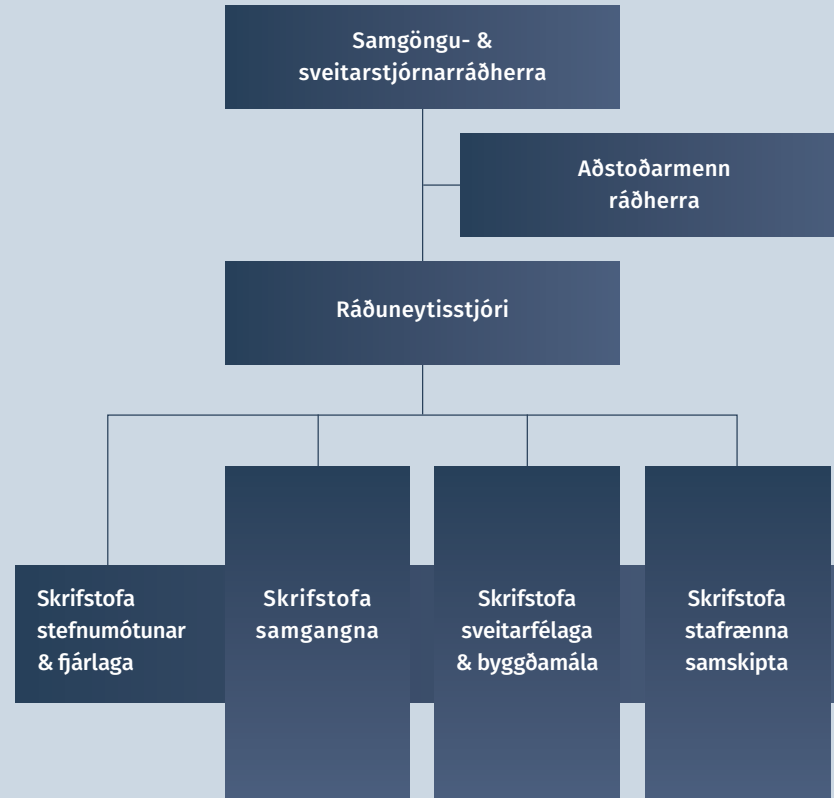 Samgöngu- &
sveitarstjórnarráðherra
Aðstoðarmenn
ráðherra
Ráðuneytisstjóri
Skrifstofa
stefnumótunar
& fjárlaga
Skrifstofa
samgangna
Skrifstofa
sveitarfélaga
& byggðamála
Skrifstofa
stafrænna
samskipta